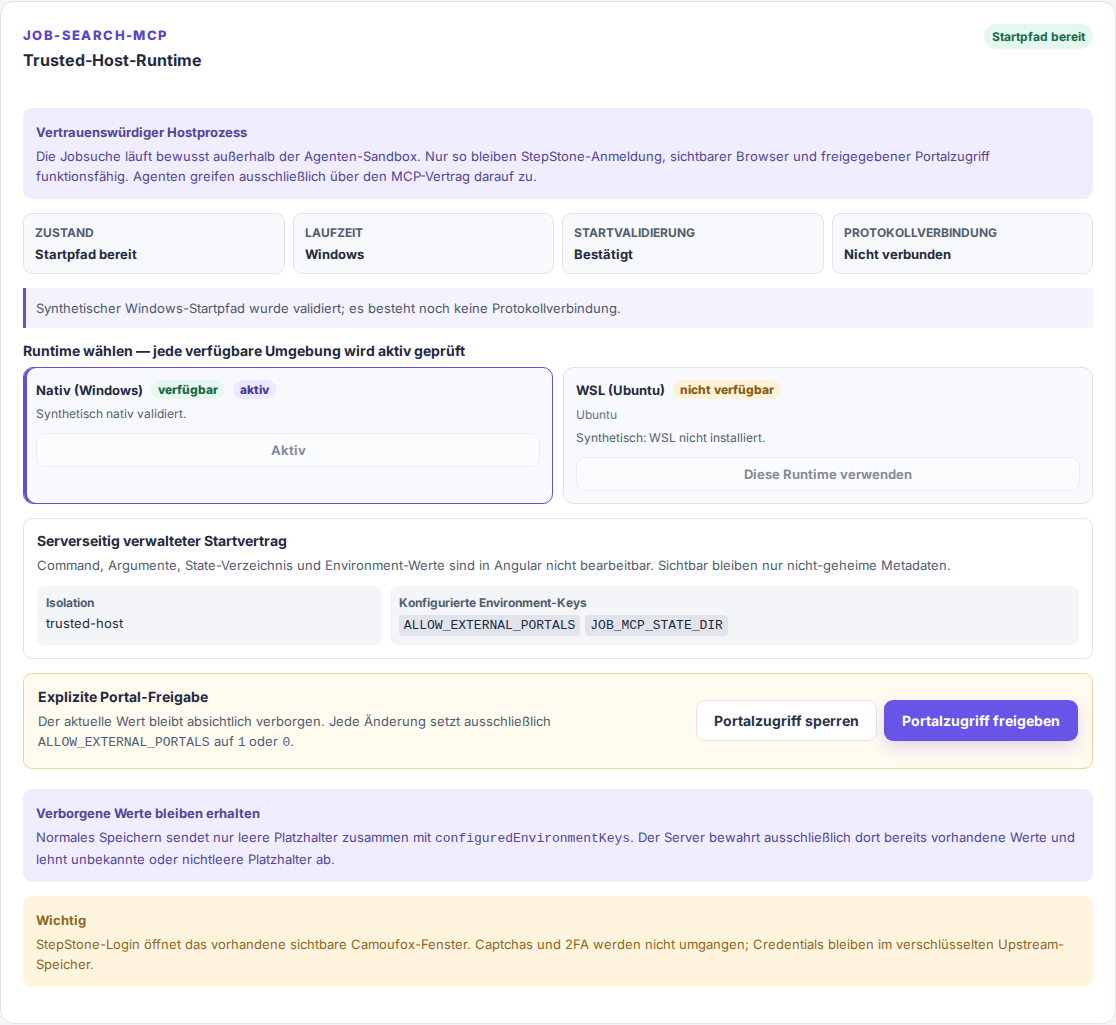 JOB-SEARCH-MCP
Trusted-Host-Runtime
Startpfad bereit
Vertrauenswürdiger Hostprozess
Die Jobsuche läuft bewusst außerhalb der Agenten-Sandbox. Nur so bleiben StepStone-Anmeldung, sichtbarer Browser und freigegebener Portalzugriff
funktionsfähig. Agenten greifen ausschließlich über den MCP-Vertrag darauf zu.
ZUSTAND
Startpfad bereit
LAUFZEIT
Windows
STARTVALIDIERUNG
Bestätigt
PROTOKOLLVERBINDUNG
Nicht verbunden
Synthetischer Windows-Startpfad wurde validiert; es besteht noch keine Protokollverbindung.
Runtime wählen — jede verfügbare Umgebung wird aktiv geprüft
Nativ (Windows) verfügbar aktiv
Synthetisch nativ validiert.
Aktiv
WSL (Ubuntu) nicht verfügbar
Ubuntu
Synthetisch: WSL nicht installiert.
Diese Runtime verwenden
Serverseitig verwalteter Startvertrag
Command, Argumente, State-Verzeichnis und Environment-Werte sind in Angular nicht bearbeitbar. Sichtbar bleiben nur nicht-geheime Metadaten.
Isolation
trusted-host
Konfigurierte Environment-Keys
ALLOW_EXTERNAL_PORTALS JOB_MCP_STATE_DIR
Explizite Portal-Freigabe
Der aktuelle Wert bleibt absichtlich verborgen. Jede Änderung setzt ausschließlich
ALLOW_EXTERNAL_PORTALS auf 1 oder 0.
Portalzugriff sperren
Portalzugriff freigeben
Verborgene Werte bleiben erhalten
Normales Speichern sendet nur leere Platzhalter zusammen mit configuredEnvironmentKeys. Der Server bewahrt ausschließlich dort bereits vorhandene Werte und
lehnt unbekannte oder nichtleere Platzhalter ab.
Wichtig
StepStone-Login öffnet das vorhandene sichtbare Camoufox-Fenster. Captchas und 2FA werden nicht umgangen; Credentials bleiben im verschlüsselten Upstream-
Speicher.